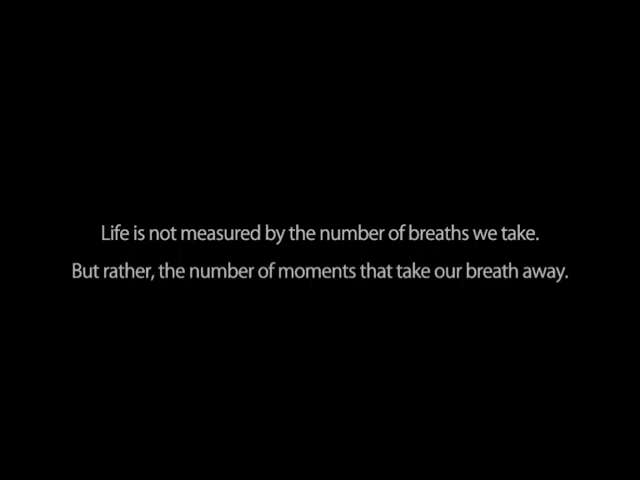 Life is not measured by the number of breaths we take.
But rather, the number of moments that take our breath away.